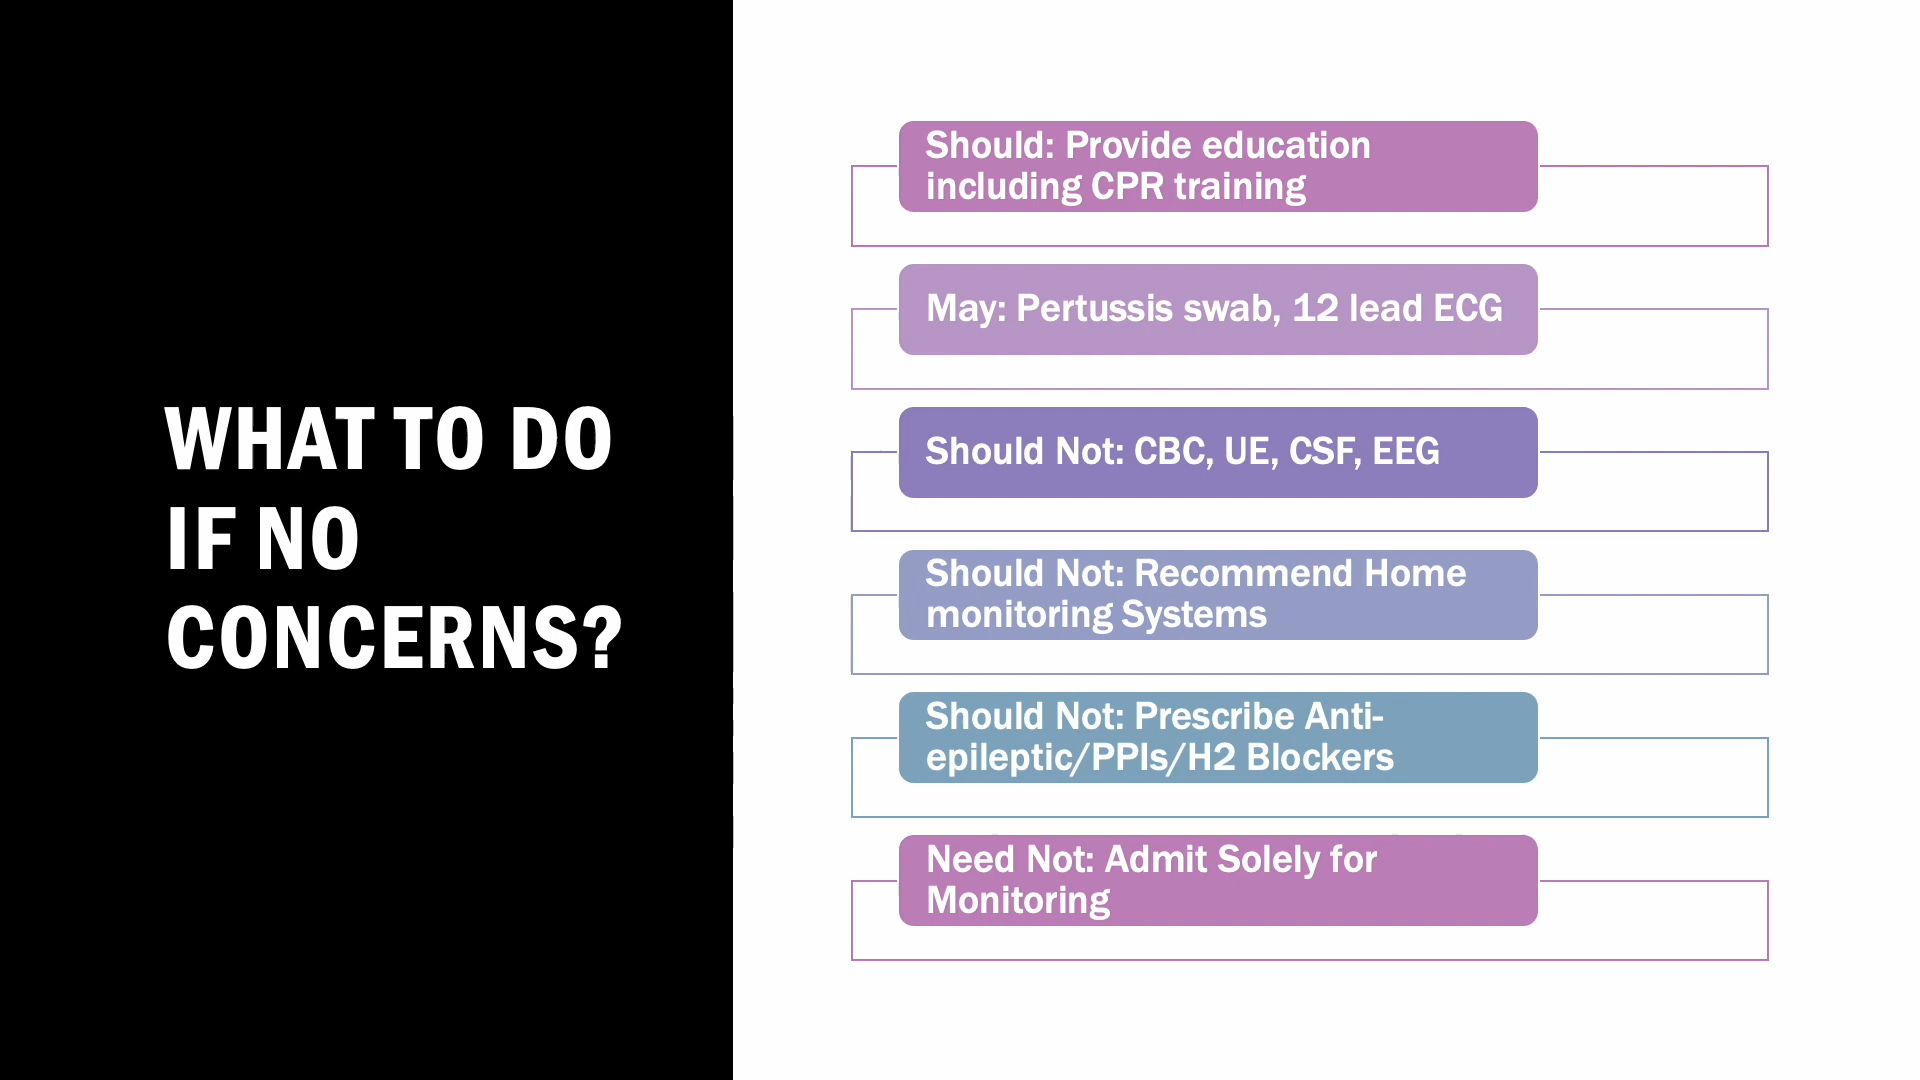 WHAT TO DO
IF NO
CONCERNS?
Should: Provide education
including CPR training
May: Pertussis swab, 12 lead ECG
Should Not: CBC, UE, CSF, EEG
Should Not: Recommend Home
monitoring Systems
Should Not: Prescribe Anti-
epileptic/PPIs/H2 Blockers
Need Not: Admit Solely for
Monitoring